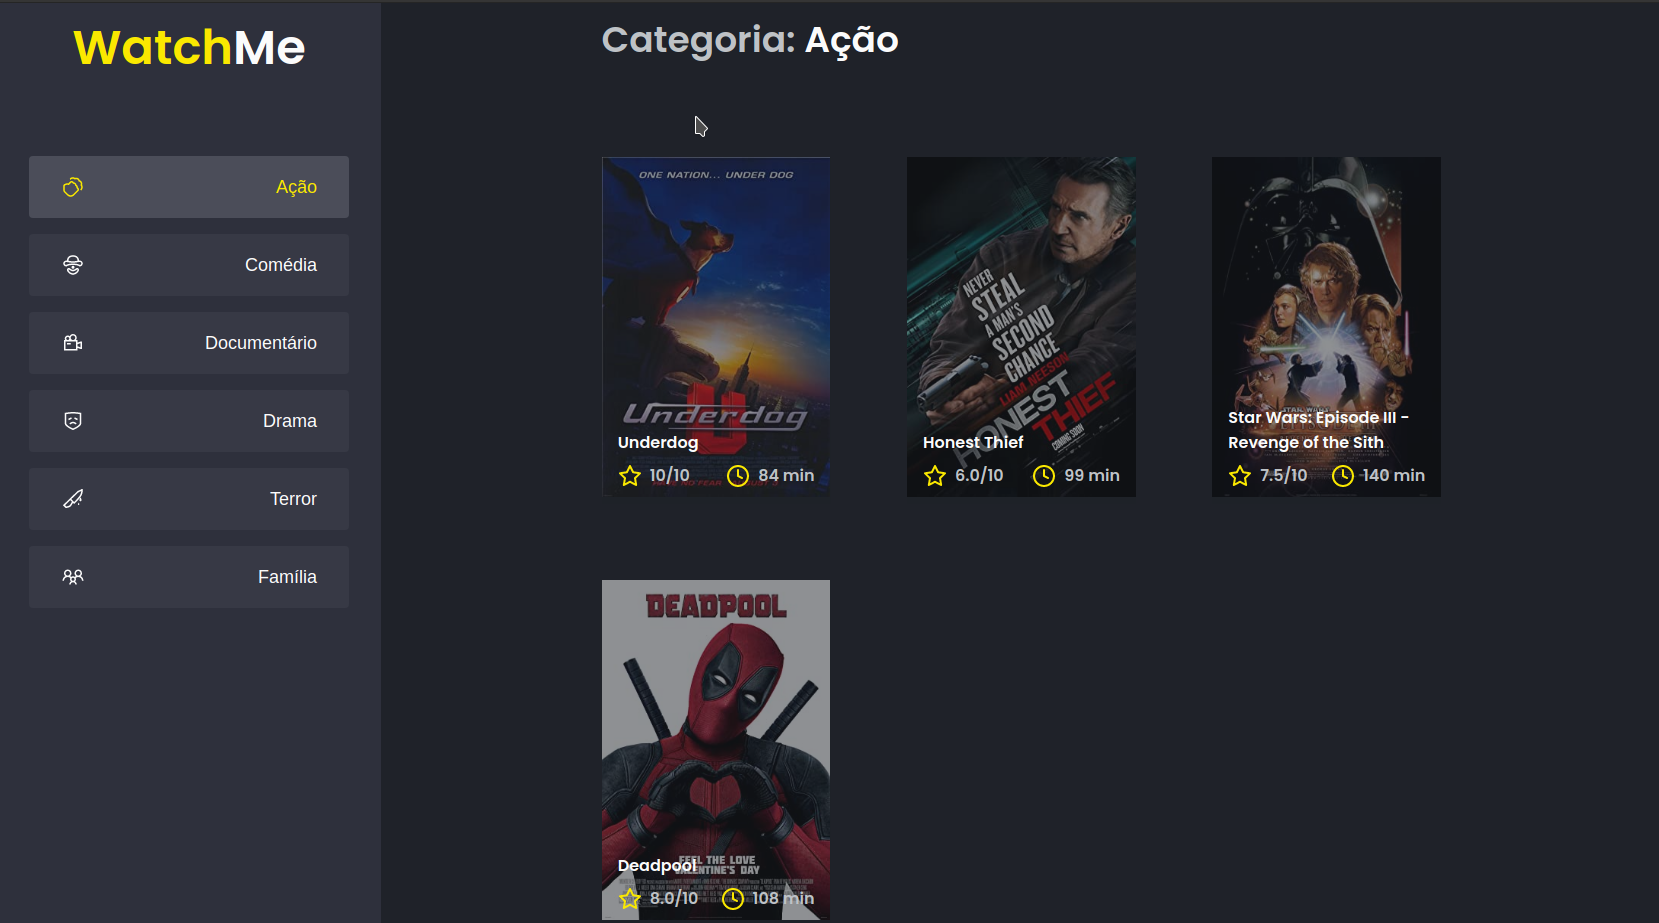 WatchMe
Ação
Comédia
Documentário
Drama
Terror
Família
Categoria: Ação
ONE NATION... UNDER DOG
Underdog
Underdog
10/10
84 min
NEVER
STEAL
A MAN'S
SECOND
CHANCE
LIAM NEESON
HONEST
THIEF
COMING SOON
Honest Thief
6.0/10
99 min
Star Wars: Episode III -
Revenge of the Sith
7.5/10
140 min
DEADPOOL
FEEL THE LOVE
VALENTINE'S DAY
Deadpool
8.0/10
108 min